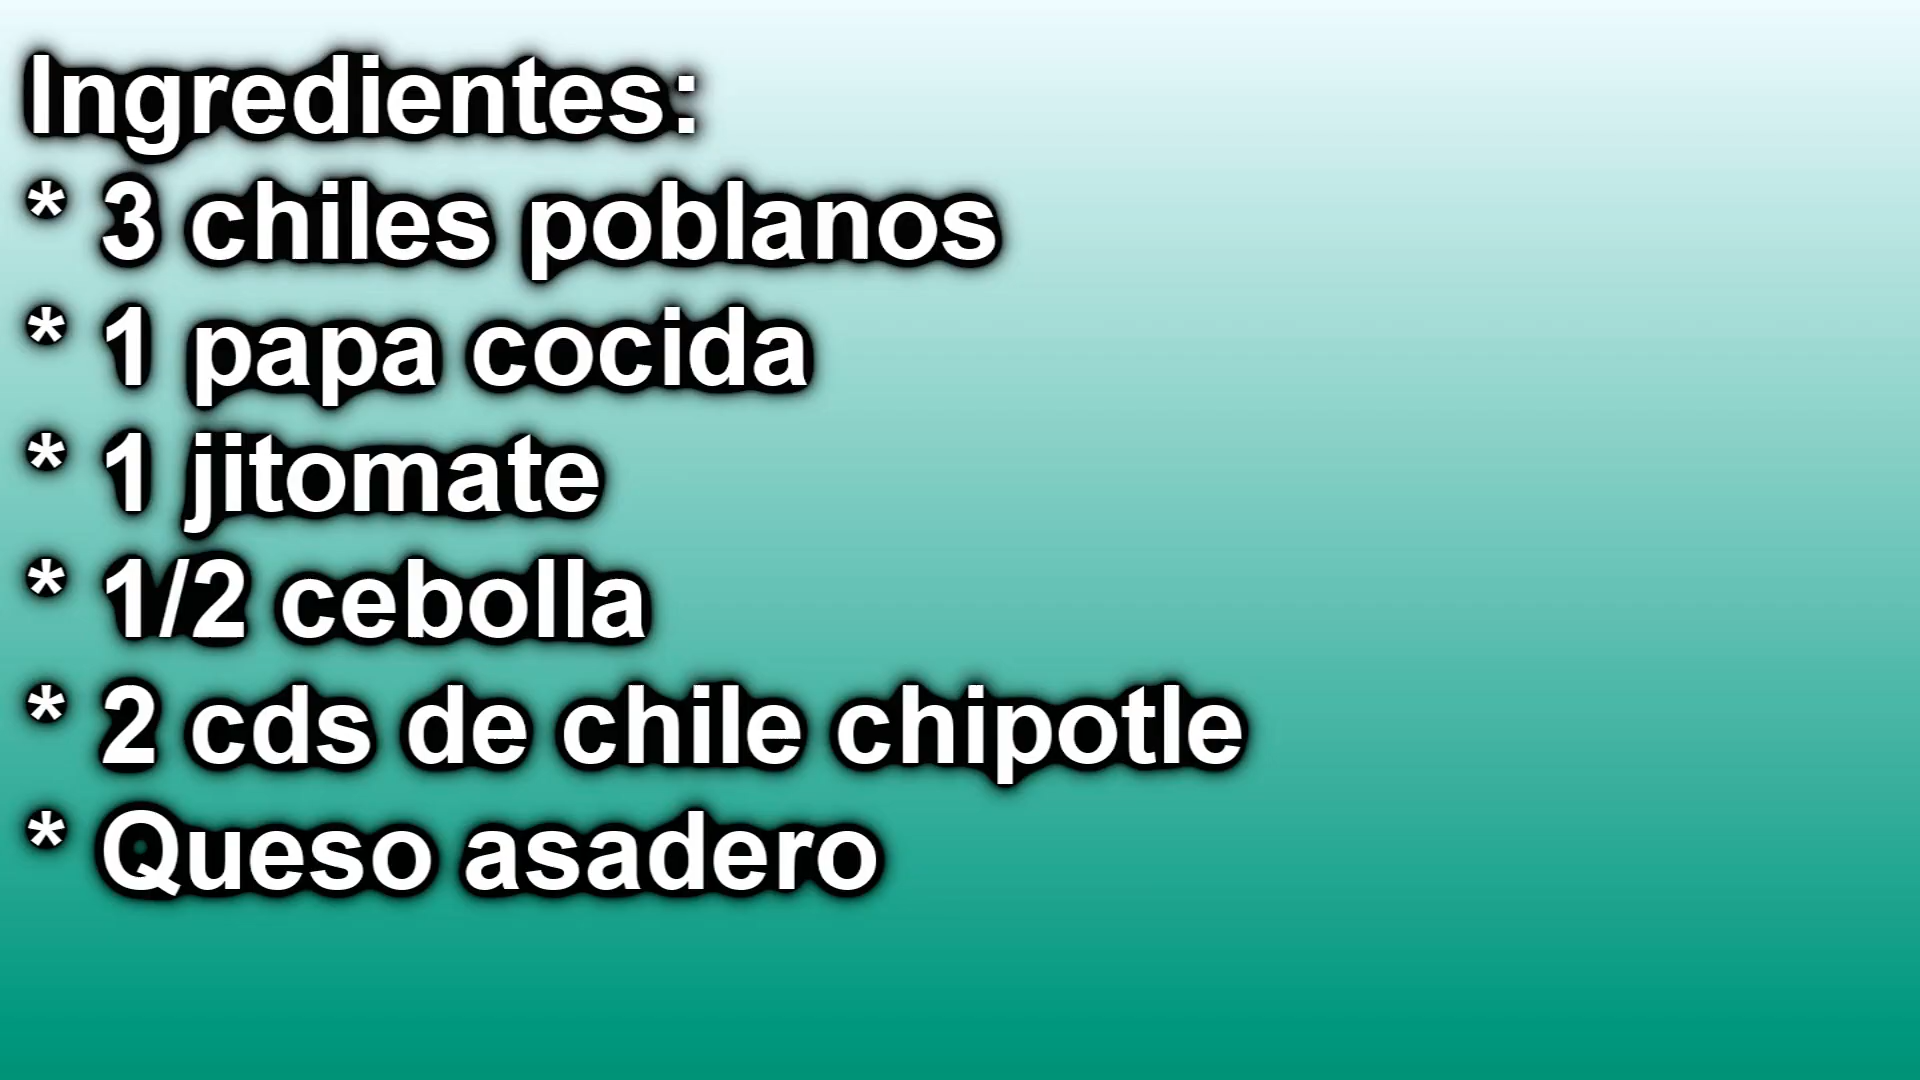 Ingredientes:
* 3 chiles poblanos
* 1 papa cocida
* 1 jitomate
* 1/2 cebolla
* 2 cds de chile chipotle
* Queso asadero